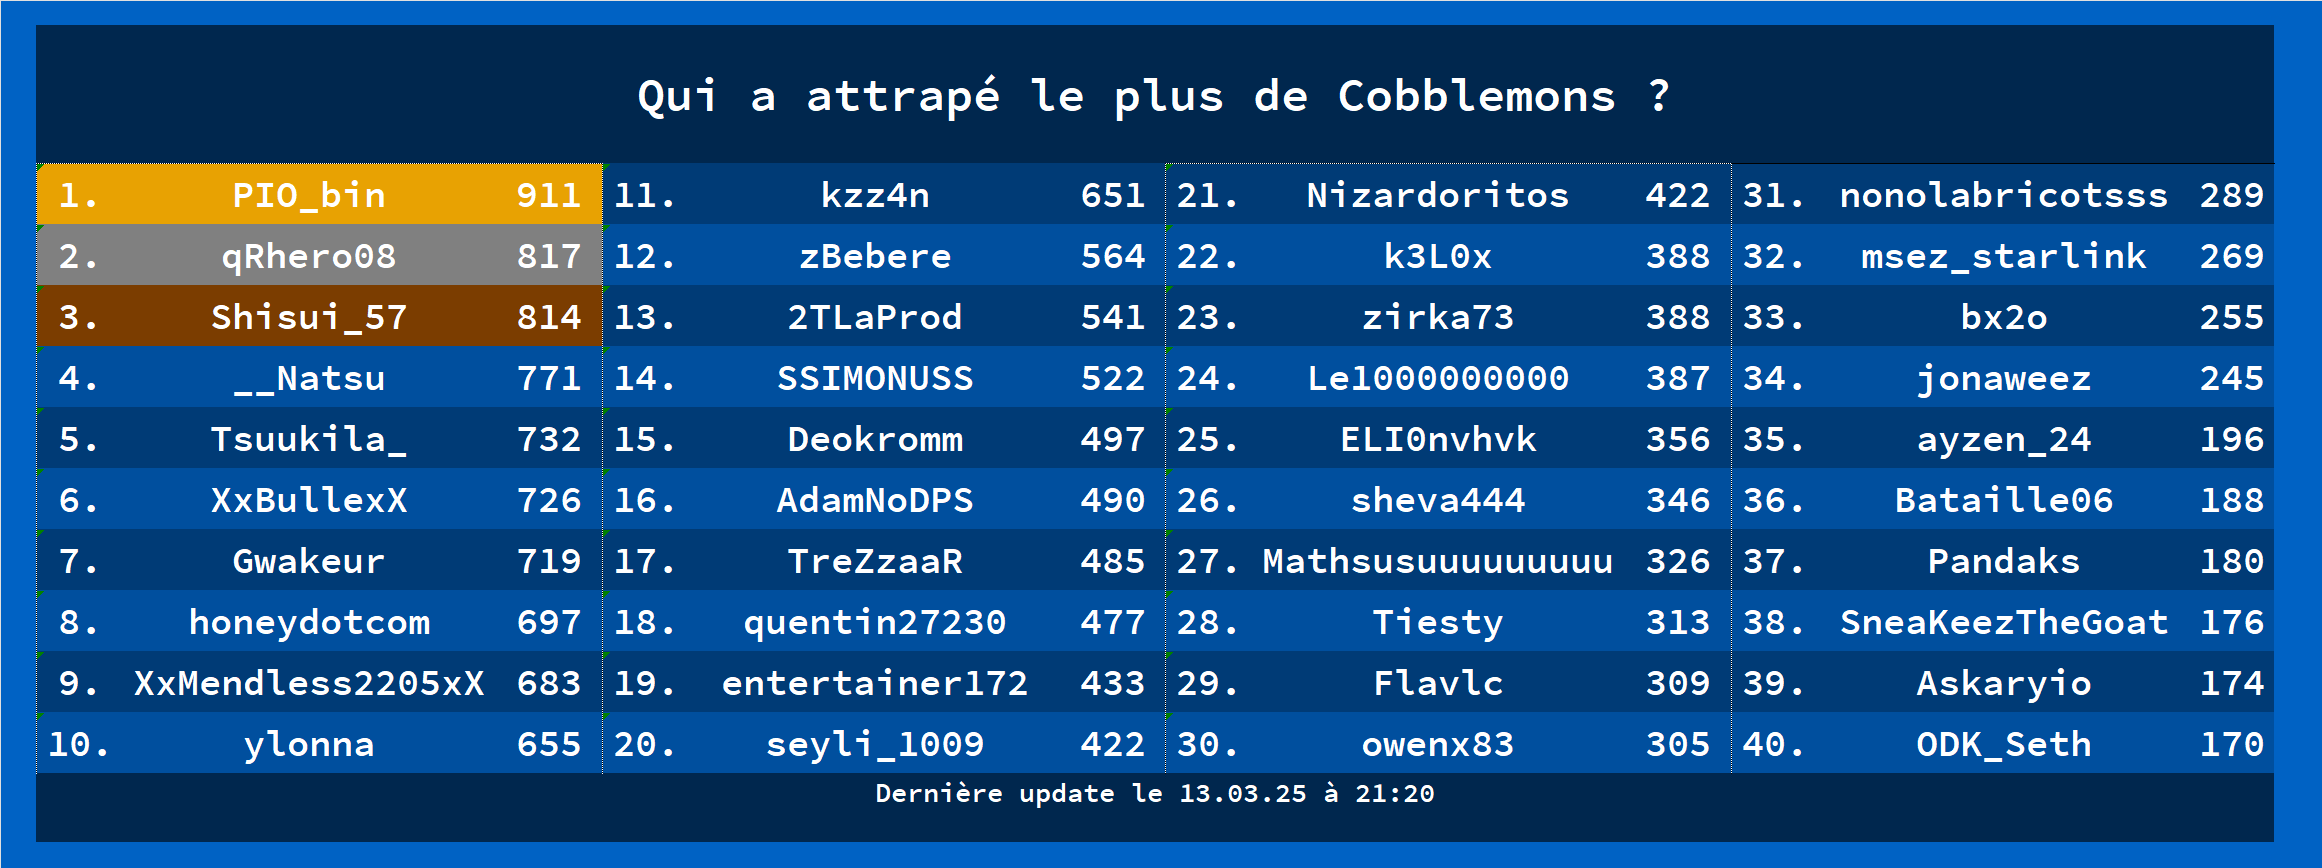 Qui a attrapé le plus de Cobblemons ?
1. PIO_bin 911
2. qRhero08 817
3. Shisui_57 814
4. __Natsu 771
5. Tsuukila_ 732
6. XxBullexX 726
7. Gwakeur 719
8. honeydotcom 697
9. XxMendless2205xX 683
10. ylonna 655
11. kzz4n 651
12. zBebere 564
13. 2TLaProd 541
14. SSIMONUSS 522
15. Deokromm 497
16. AdamNoDPS 490
17. TreZzaaR 485
18. quentin27230 477
19. entertainer172 433
20. seyli_1009 422
21. Nizardoritos 422
22. k3L0x 388
23. zirka73 388
24. Le1000000000 387
25. ELI0nvhvk 356
26. sheva444 346
27. Mathsusuuuuuuuuu 326
28. Tiesty 313
29. Flavlc 309
30. owenx83 305
31. nonolabricotsss 289
32. msez_starlink 269
33. bx2o 255
34. jonaweez 245
35. ayzen_24 196
36. Bataille06 188
37. Pandaks 180
38. SneaKeezTheGoat 176
39. Askaryio 174
40. ODK_Seth 170
Dernière update le 13.03.25 à 21:20